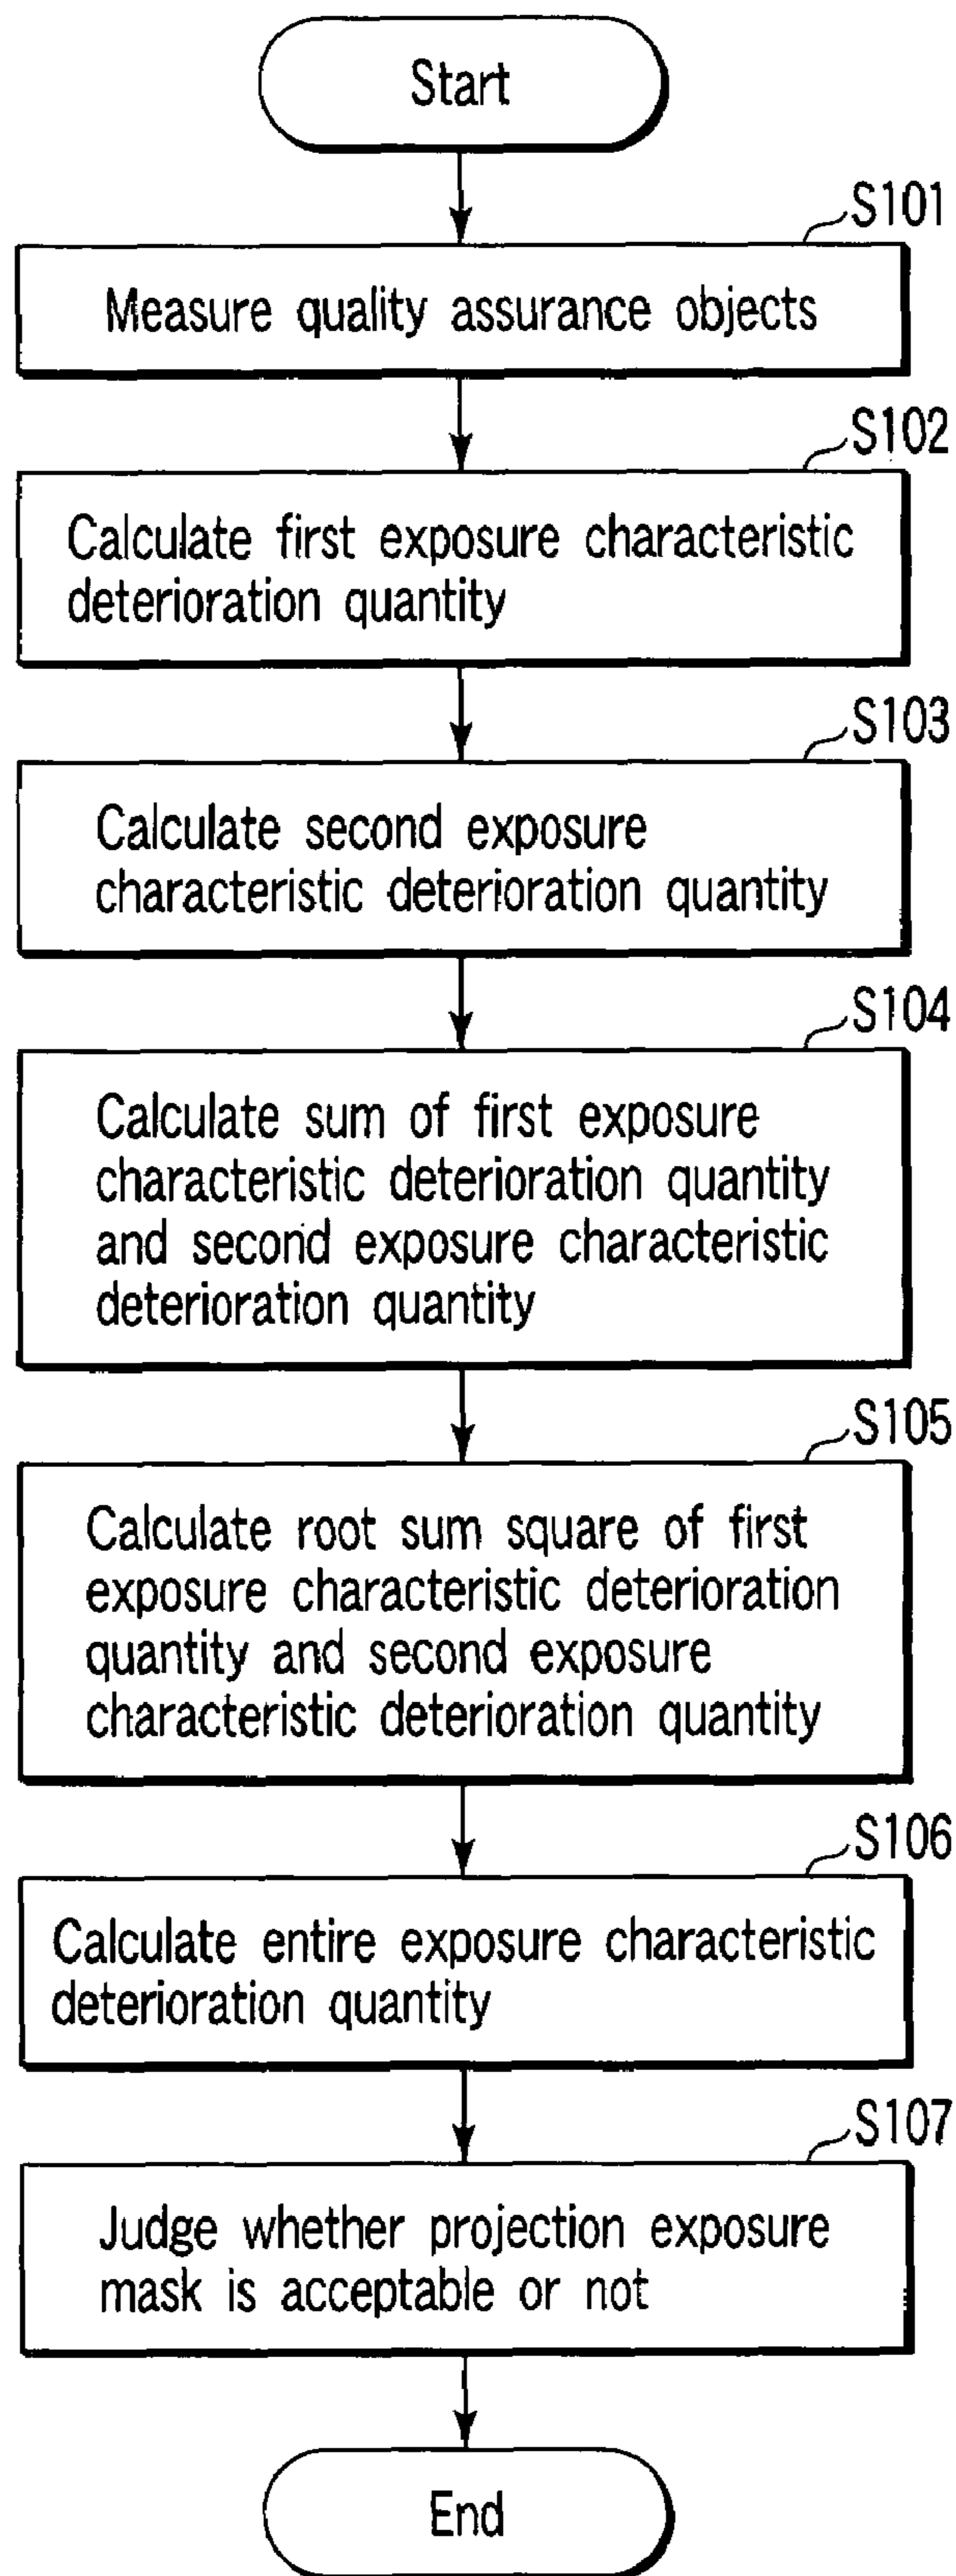 Start
S101
Measure quality assurance objects
S102
Calculate first exposure characteristic
deterioration quantity
S103
Calculate second exposure
characteristic deterioration quantity
S104
Calculate sum of first exposure
characteristic deterioration quantity
and second exposure characteristic
deterioration quantity
S105
Calculate root sum square of first
exposure characteristic deterioration
quantity and second exposure
characteristic deterioration quantity
S106
Calculate entire exposure characteristic
deterioration quantity
S107
Judge whether projection exposure
mask is acceptable or not
End